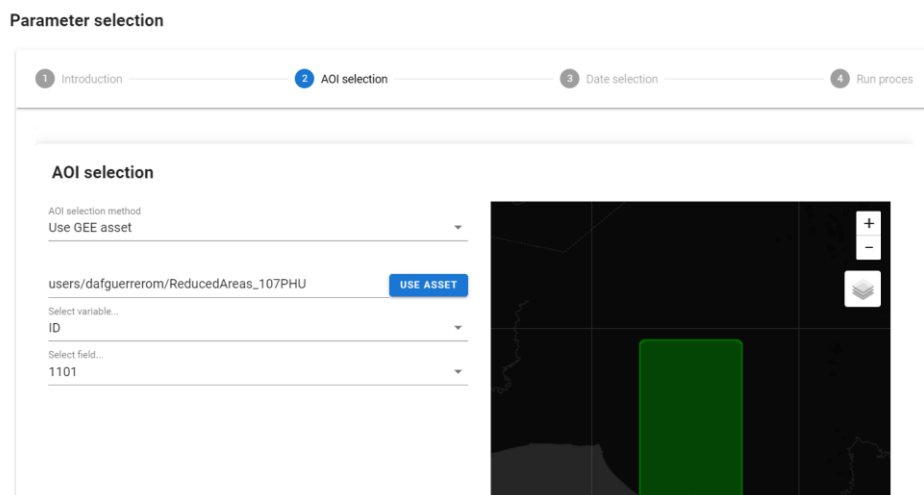 Parameter selection
1 Introduction 2 AOI selection 3 Date selection 4 Run proces
AOI selection
AOI selection method
Use GEE asset
users/dafguerrerom/ReducedAreas_107PHU USE ASSET
Select variable...
ID
Select field...
1101
+
−